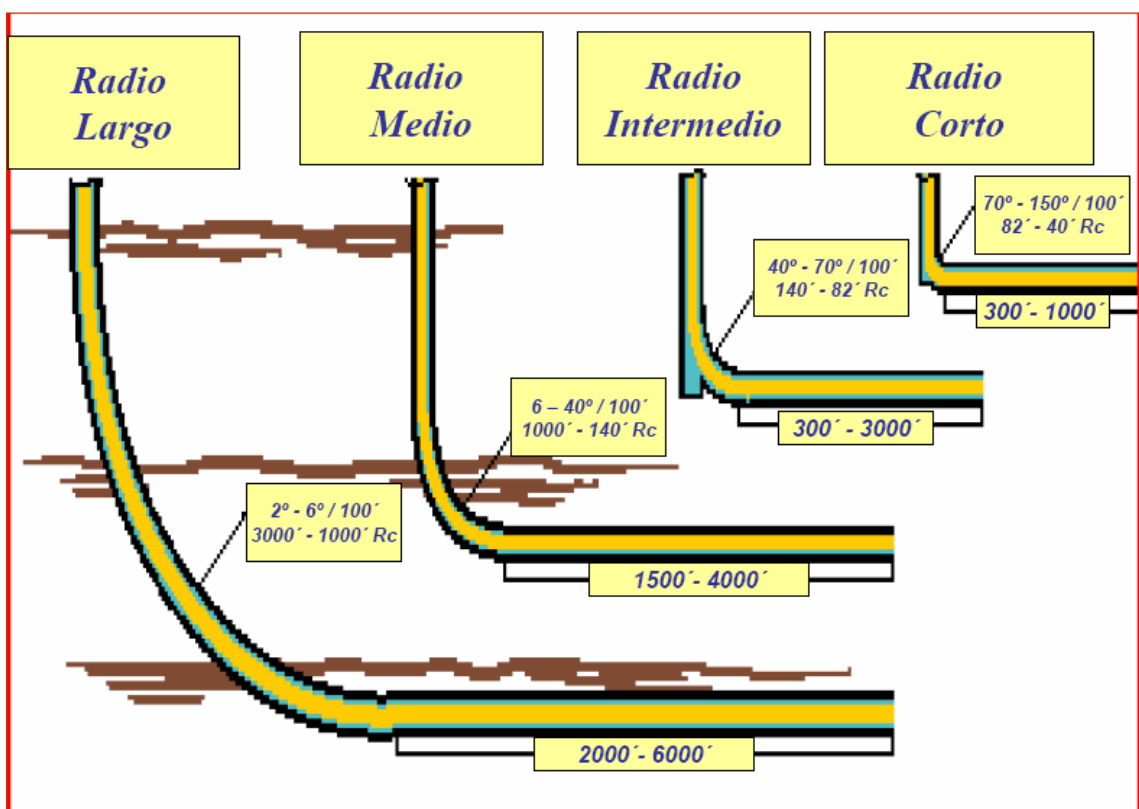 Radio
Largo
Radio
Medio
Radio
Intermedio
Radio
Corto
70º - 150º / 100´
82´ - 40´ Rc
300´- 1000´
40º - 70º / 100´
140´ - 82´ Rc
300´ - 3000´
6 – 40º / 100´
1000´ - 140´ Rc
1500´- 4000´
2º - 6º / 100´
3000´ - 1000´ Rc
2000´- 6000´